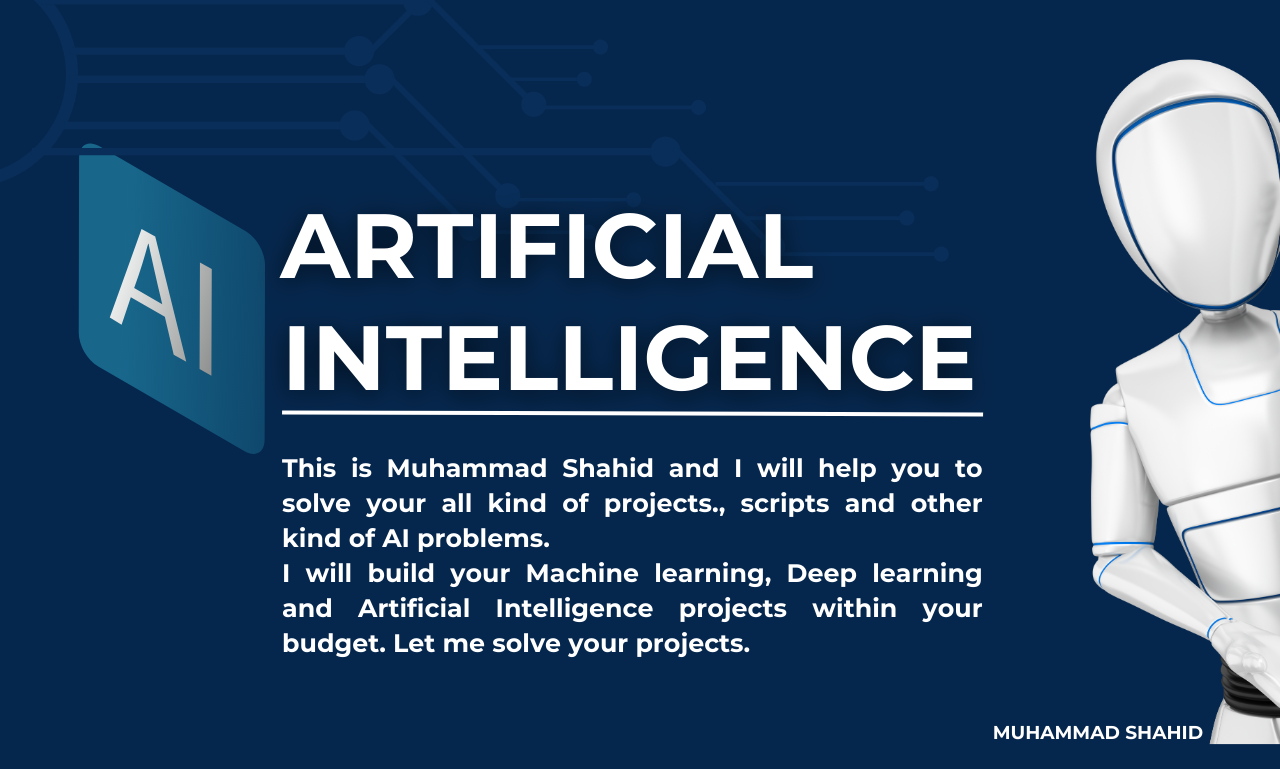 AI
ARTIFICIAL
INTELLIGENCE
This is Muhammad Shahid and I will help you to
solve your all kind of projects., scripts and other
kind of AI problems.
I will build your Machine learning, Deep learning
and Artificial Intelligence projects within your
budget. Let me solve your projects.
MUHAMMAD SHAHID